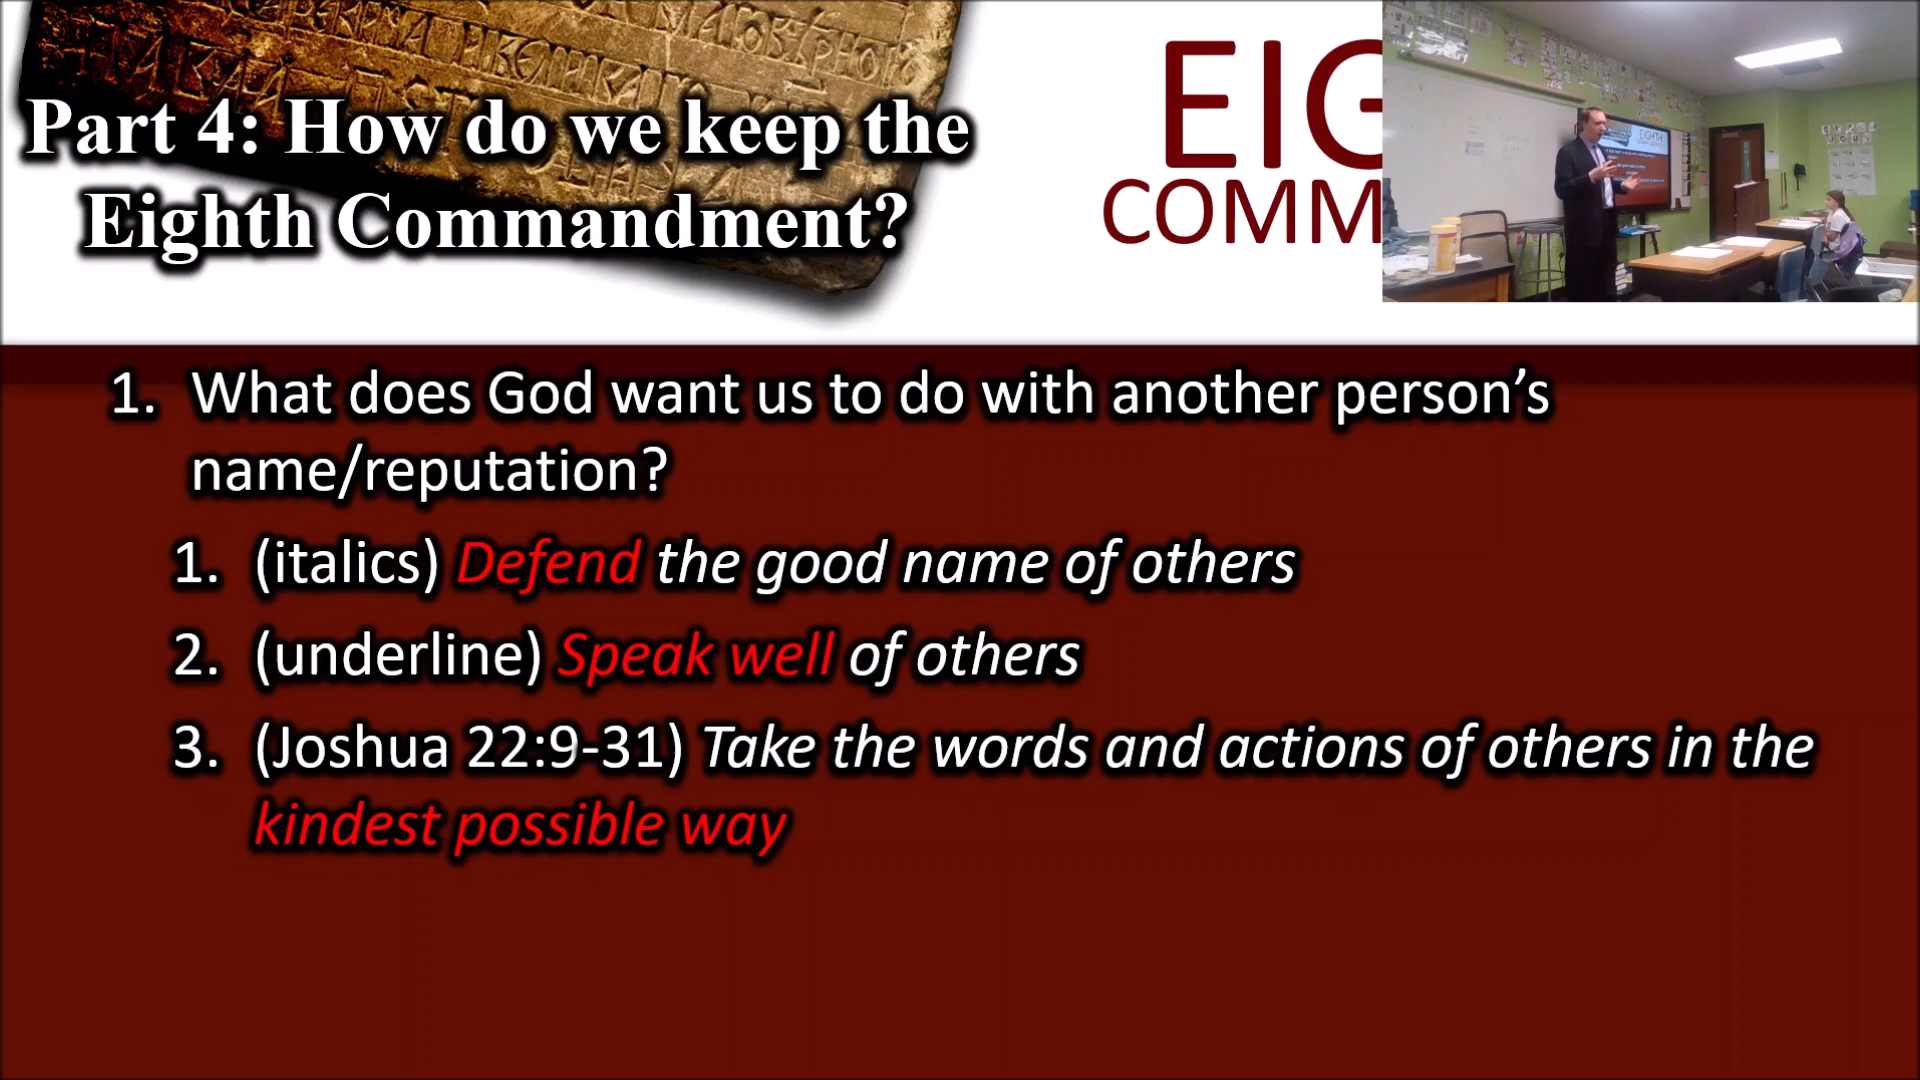 Part 4: How do we keep the
Eighth Commandment?
EIG
COMM
EIGHTH
1. What does God want us to do with another person’s
name/reputation?
1. (italics) Defend the good name of others
2. (underline) Speak well of others
3. (Joshua 22:9-31) Take the words and actions of others in the
kindest possible way